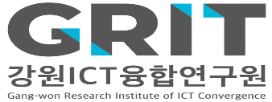 GRIT
강원ICT융합연구원
Gang-won Research Institute of ICT Convergence